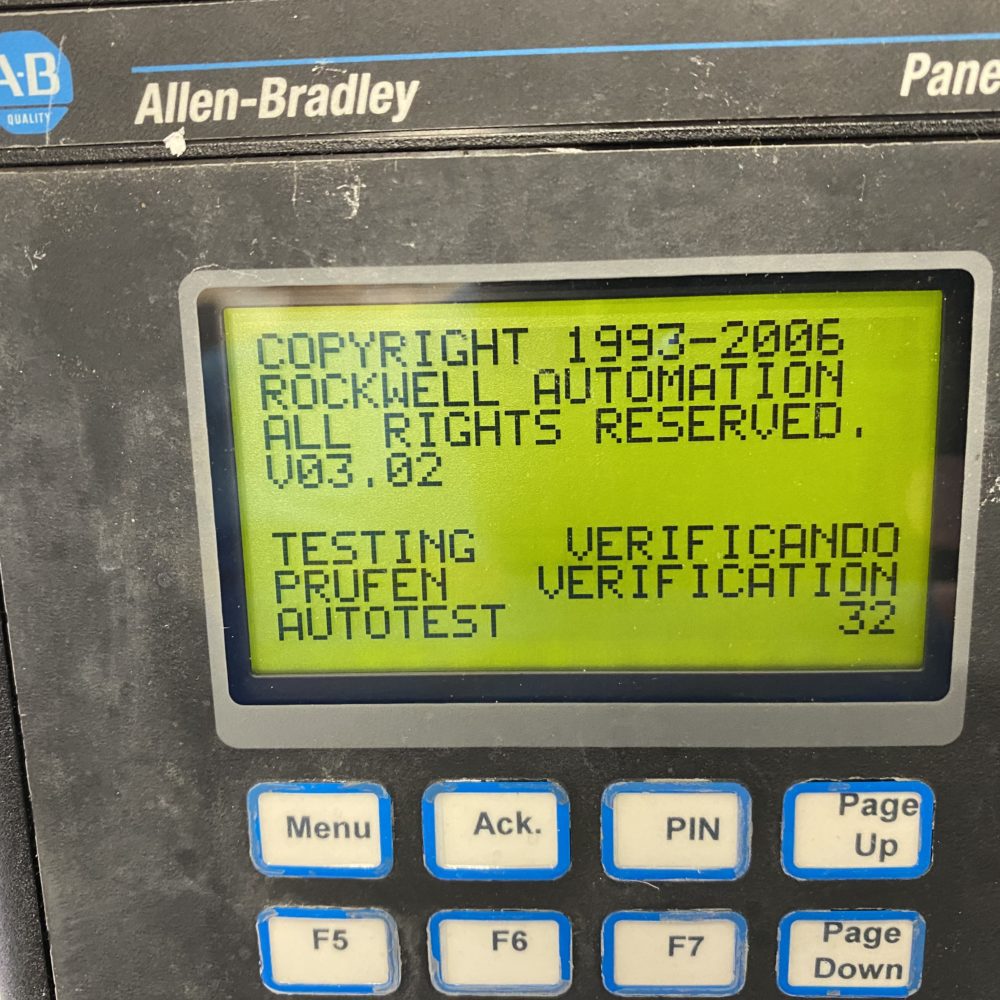 A-B
QUALITY
Allen-Bradley
Pane
COPYRIGHT 1993-2006
ROCKWELL AUTOMATION
ALL RIGHTS RESERVED.
V03.02
TESTING VERIFICANDO
PRUFEN VERIFICATION
AUTOTEST 32
Menu Ack. PIN Page Up
F5 F6 F7 Page Down